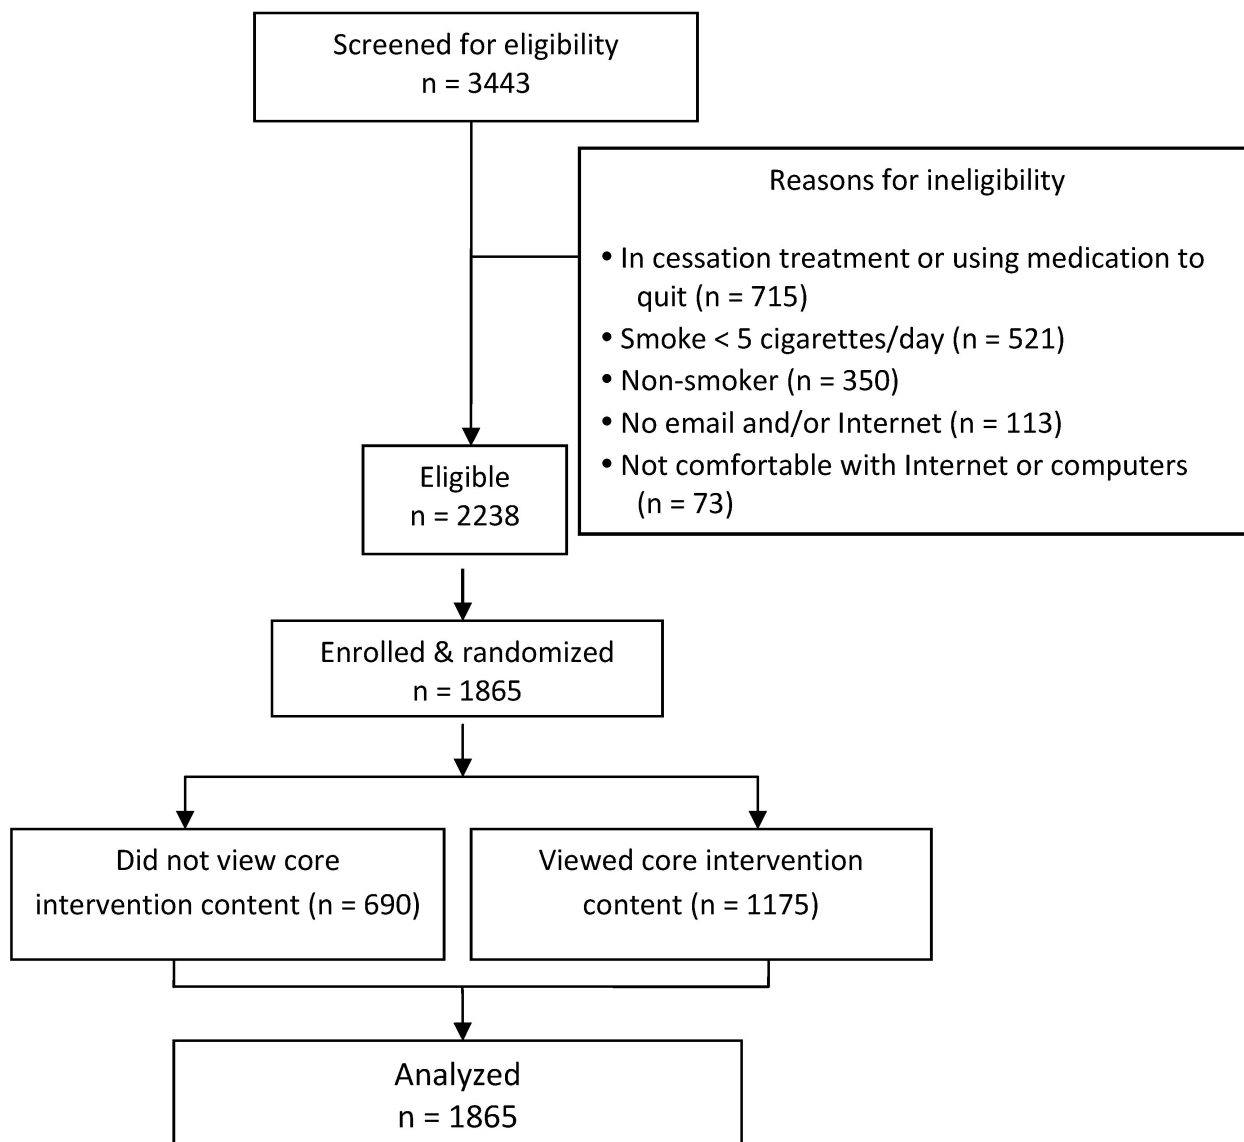 Screened for eligibility
n = 3443
Reasons for ineligibility
• In cessation treatment or using medication to
quit (n = 715)
• Smoke < 5 cigarettes/day (n = 521)
• Non-smoker (n = 350)
• No email and/or Internet (n = 113)
• Not comfortable with Internet or computers
(n = 73)
Eligible
n = 2238
Enrolled & randomized
n = 1865
Did not view core
intervention content (n = 690)
Viewed core intervention
content (n = 1175)
Analyzed
n = 1865